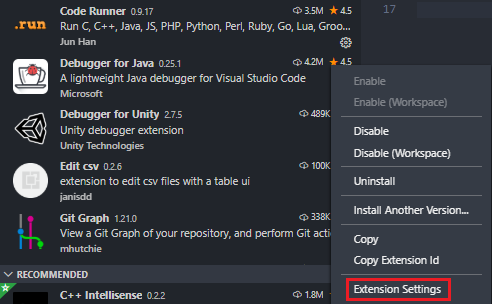 17
.run
Code Runner 0.9.17 3.5M ★ 4.5
Run C, C++, Java, JS, PHP, Python, Perl, Ruby, Go, Lua, Groo...
Jun Han
Debugger for Java 0.25.1 4.2M ★ 4.5
A lightweight Java debugger for Visual Studio Code
Microsoft
Debugger for Unity 2.7.5 489K
Unity debugger extension
Unity Technologies
Edit csv 0.2.6 100K
extension to edit csv files with a table ui
janisdd
Git Graph 1.21.0 338K
View a Git Graph of your repository, and perform Git actio
mhutchie
RECOMMENDED
C++ Intellisense 0.2.2 1.8M
Enable
Enable (Workspace)
Disable
Disable (Workspace)
Uninstall
Install Another Version...
Copy
Copy Extension Id
Extension Settings